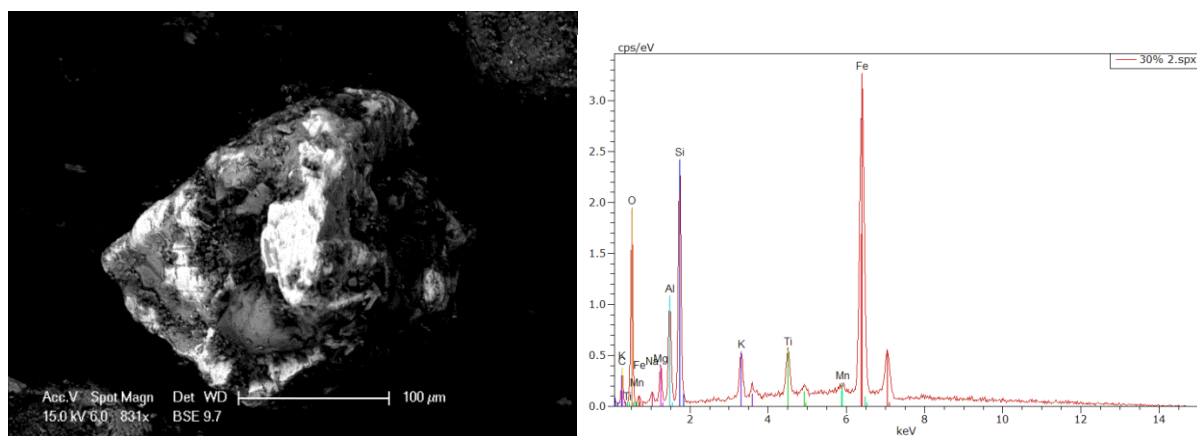 Acc.V Spot Magn Det WD 100 µm
15.0 kV 6.0 831x BSE 9.7
cps/eV
30% 2.spx
Fe
3.0
2.5
Si
2.0
O
1.5
Al
1.0
K
C
Fe
Mn
Na
Mg
K
Ti
Mn
0.5
0.0
2 4 6 8 10 12 14
keV